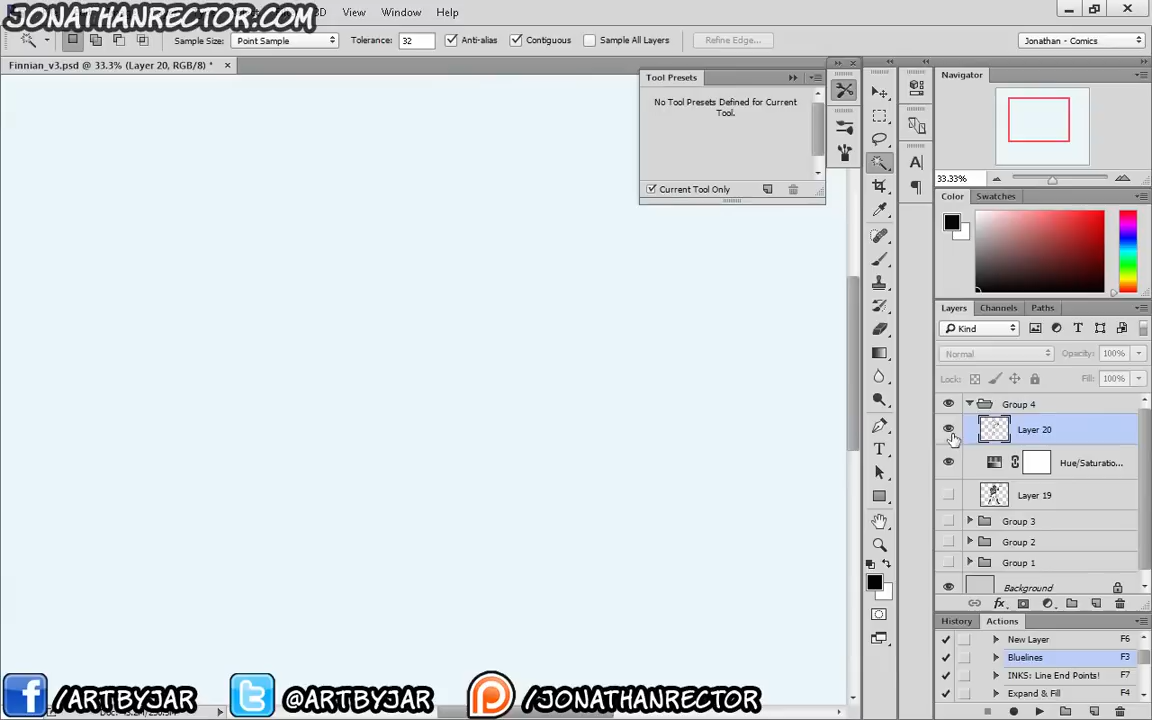 JONATHANRECTOR.COM
3D View Window Help
Sample Size: Point Sample Tolerance: 32 Anti-alias Contiguous Sample All Layers Refine Edge... Jonathan - Comics
Finnian_v3.psd @ 33.3% (Layer 20, RGB/8) * ×
Tool Presets
No Tool Presets Defined for Current
Tool.
Current Tool Only
Navigator
33.33%
Color Swatches
Layers Channels Paths
Kind
Normal Opacity: 100%
Lock: Fill: 100%
Group 4
Layer 20
Hue/Saturatio...
Layer 19
Group 3
Group 2
Group 1
Background
History Actions
New Layer F6
Bluelines F3
INKS: Line End Points! F7
Expand & Fill F4
/ARTBYJAR @ARTBYJAR /JONATHANRECTOR